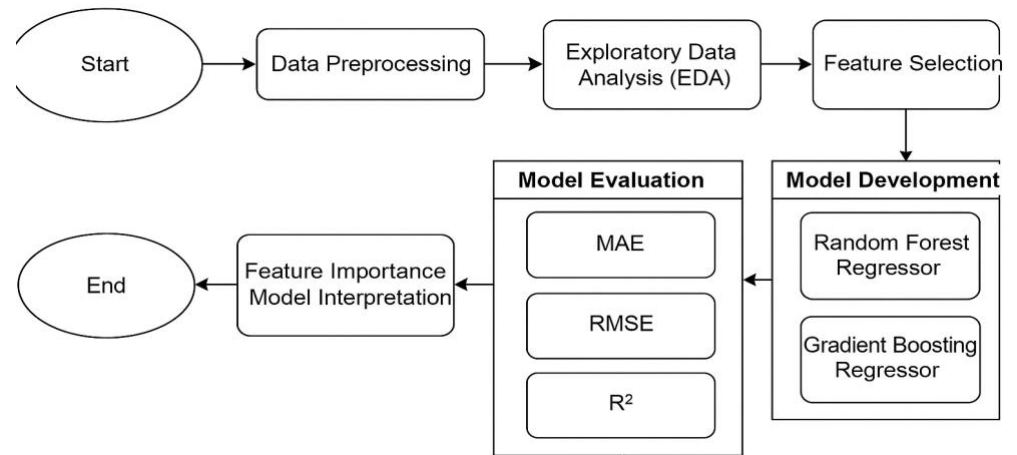 Start
Data Preprocessing
Exploratory Data
Analysis (EDA)
Feature Selection
Model Development
Random Forest
Regressor
Gradient Boosting
Regressor
Model Evaluation
MAE
RMSE
R²
Feature Importance
Model Interpretation
End